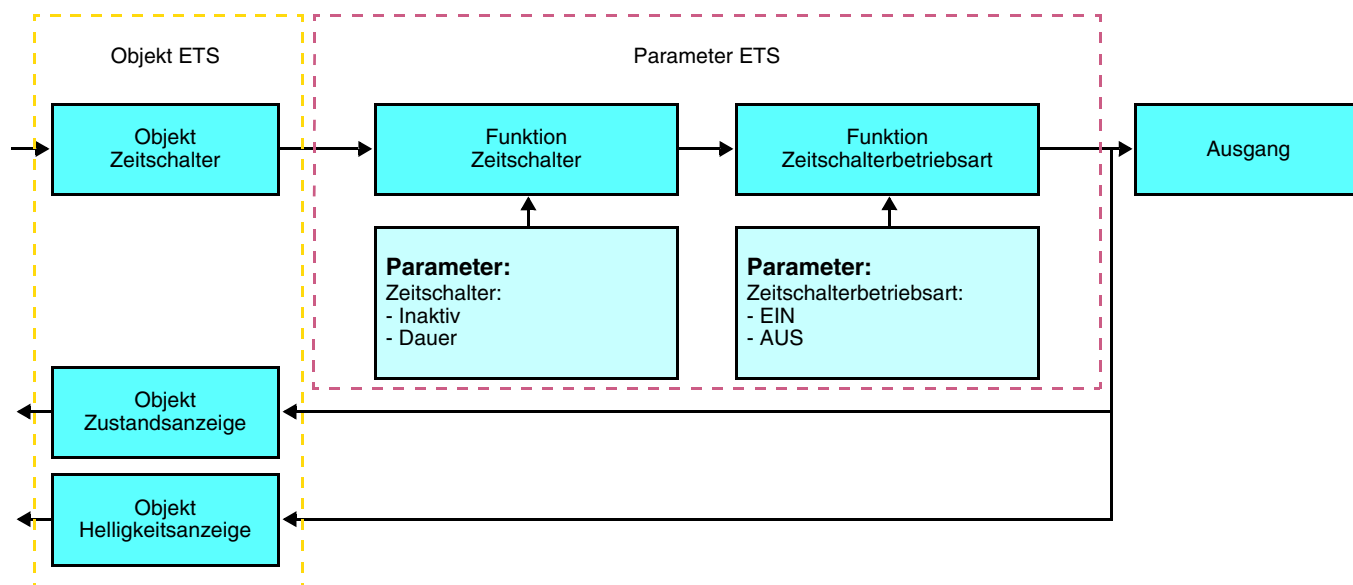 Objekt ETS
Parameter ETS
Objekt
Zeitschalter
Funktion
Zeitschalter
Funktion
Zeitschalterbetriebsart
Ausgang
Parameter:
Zeitschalter:
- Inaktiv
- Dauer
Parameter:
Zeitschalterbetriebsart:
- EIN
- AUS
Objekt
Zustandsanzeige
Objekt
Helligkeitsanzeige